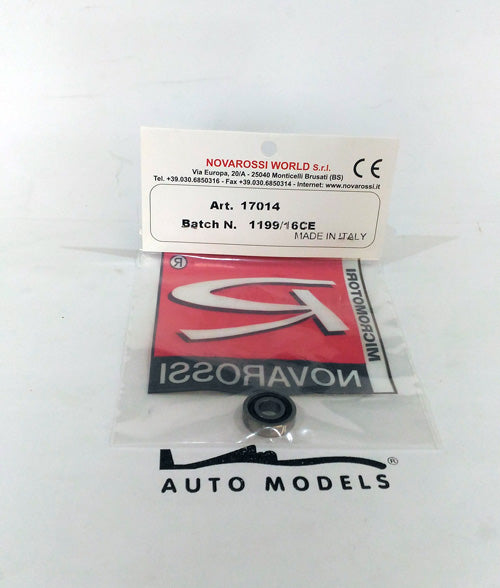 NOVAROSSI WORLD S.r.l.
Via Europa, 20/A - 25040 Monticelli Brusati (BS)
Tel. +39.030.6850316 - Fax +39.030.6850314 - Internet: www.novarossi.it
CE
Art. 17014
Batch N. 1199/16CE
MADE IN ITALY
®
MICROMOTORI
NOVAROSSI
®
AUTO MODELS